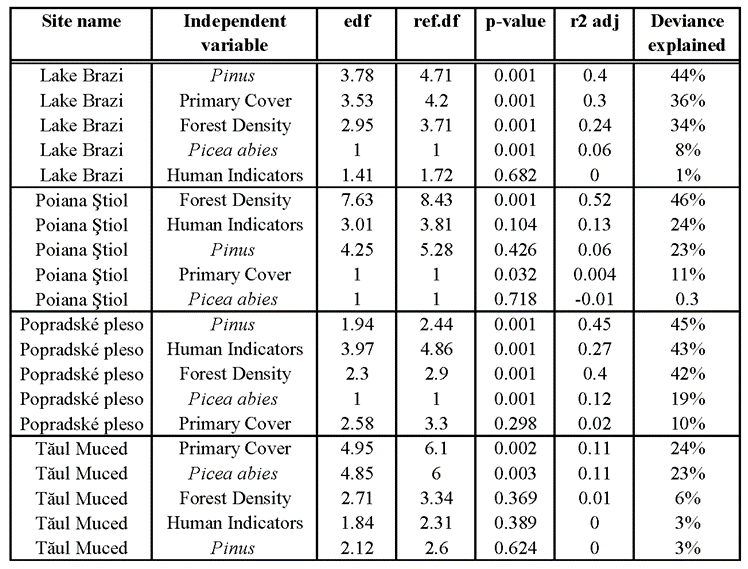 Site name Independent variable edf ref.df p-value r2 adj Deviance explained
Lake Brazi Pinus 3.78 4.71 0.001 0.4 44%
Lake Brazi Primary Cover 3.53 4.2 0.001 0.3 36%
Lake Brazi Forest Density 2.95 3.71 0.001 0.24 34%
Lake Brazi Picea abies 1 1 0.001 0.06 8%
Lake Brazi Human Indicators 1.41 1.72 0.682 0 1%
Poiana Ştiol Forest Density 7.63 8.43 0.001 0.52 46%
Poiana Ştiol Human Indicators 3.01 3.81 0.104 0.13 24%
Poiana Ştiol Pinus 4.25 5.28 0.426 0.06 23%
Poiana Ştiol Primary Cover 1 1 0.032 0.004 11%
Poiana Ştiol Picea abies 1 1 0.718 -0.01 0.3
Popradské pleso Pinus 1.94 2.44 0.001 0.45 45%
Popradské pleso Human Indicators 3.97 4.86 0.001 0.27 43%
Popradské pleso Forest Density 2.3 2.9 0.001 0.4 42%
Popradské pleso Picea abies 1 1 0.001 0.12 19%
Popradské pleso Primary Cover 2.58 3.3 0.298 0.02 10%
Tăul Muced Primary Cover 4.95 6.1 0.002 0.11 24%
Tăul Muced Picea abies 4.85 6 0.003 0.11 23%
Tăul Muced Forest Density 2.71 3.34 0.369 0.01 6%
Tăul Muced Human Indicators 1.84 2.31 0.389 0 3%
Tăul Muced Pinus 2.12 2.6 0.624 0 3%